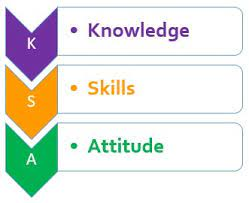 K • Knowledge
S • Skills
A • Attitude